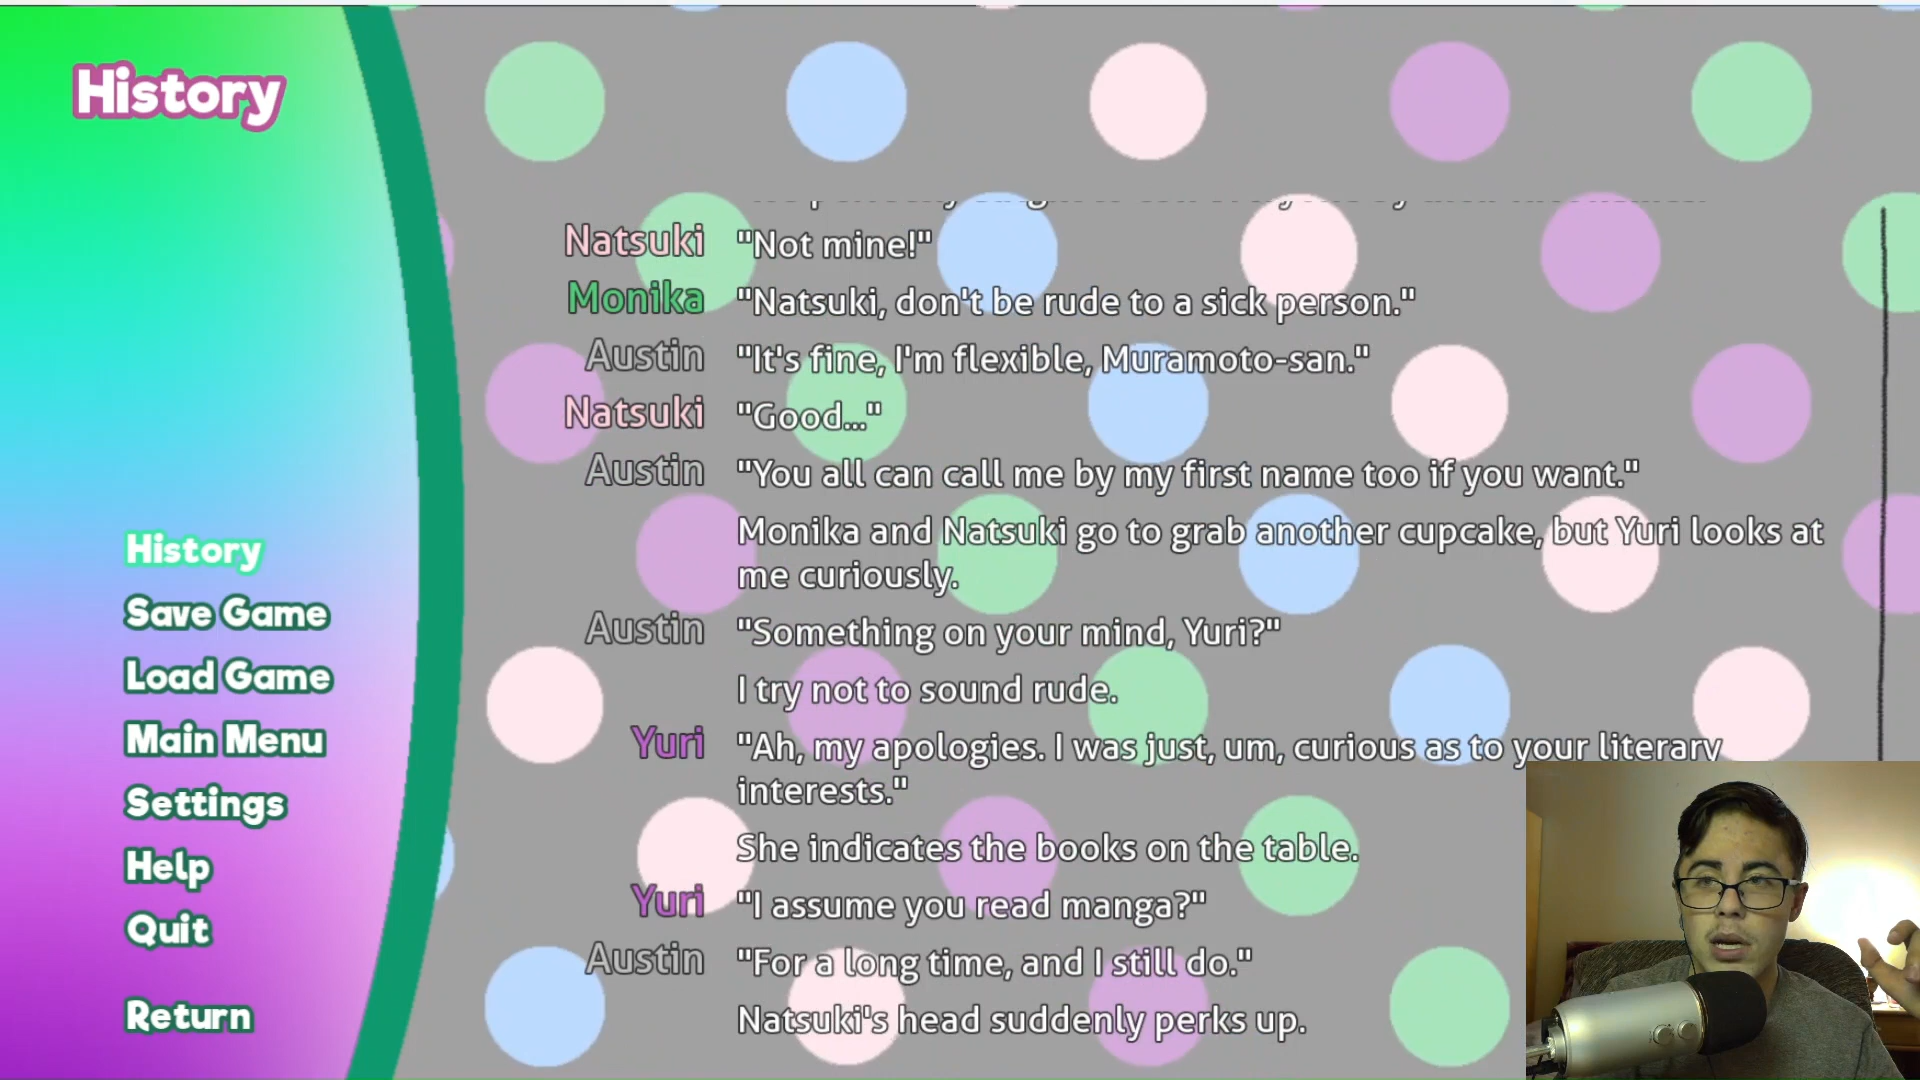 History
Natsuki "Not mine!"
Monika "Natsuki, don't be rude to a sick person."
Austin "It's fine, I'm flexible, Muramoto-san."
Natsuki "Good..."
Austin "You all can call me by my first name too if you want."
Monika and Natsuki go to grab another cupcake, but Yuri looks at
me curiously.
Austin "Something on your mind, Yuri?"
I try not to sound rude.
Yuri "Ah, my apologies. I was just, um, curious as to your literary
interests."
She indicates the books on the table.
Yuri "I assume you read manga?"
Austin "For a long time, and I still do."
Natsuki's head suddenly perks up.
History
Save Game
Load Game
Main Menu
Settings
Help
Quit
Return